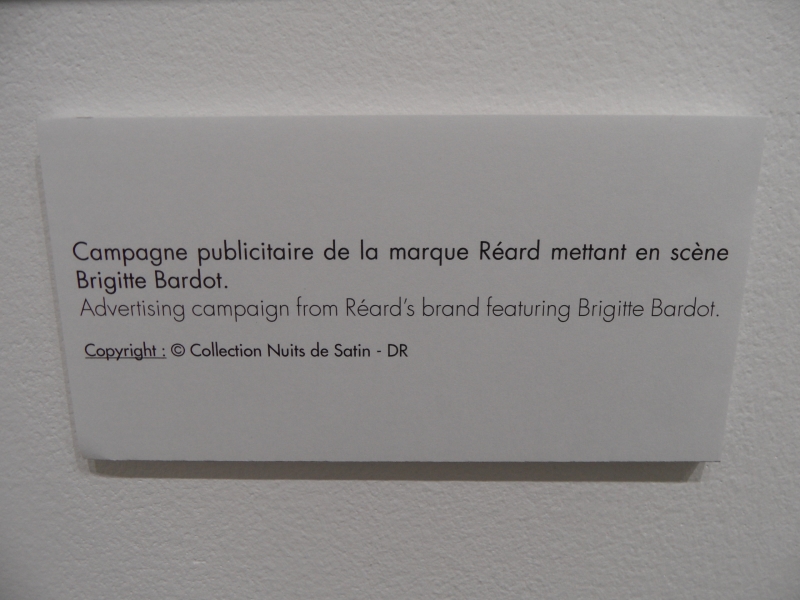 Campagne publicitaire de la marque Réard mettant en scène
Brigitte Bardot.
Advertising campaign from Réard's brand featuring Brigitte Bardot.
Copyright : © Collection Nuits de Satin - DR